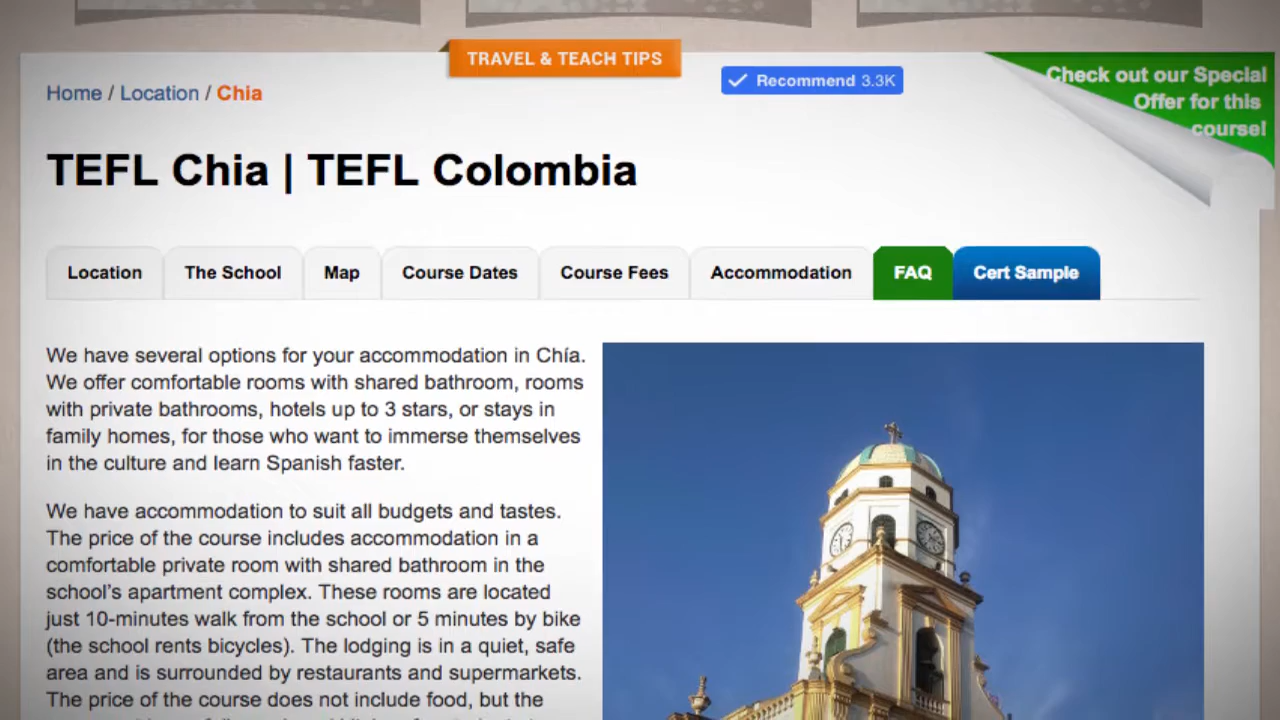 TRAVEL & TEACH TIPS
Home / Location / Chia
Recommend 3.3K
Check out our Special
Offer for this
course!
TEFL Chia | TEFL Colombia
Location
The School
Map
Course Dates
Course Fees
Accommodation
FAQ
Cert Sample
We have several options for your accommodation in Chía.
We offer comfortable rooms with shared bathroom, rooms
with private bathrooms, hotels up to 3 stars, or stays in
family homes, for those who want to immerse themselves
in the culture and learn Spanish faster.
We have accommodation to suit all budgets and tastes.
The price of the course includes accommodation in a
comfortable private room with shared bathroom in the
school's apartment complex. These rooms are located
just 10-minutes walk from the school or 5 minutes by bike
(the school rents bicycles). The lodging is in a quiet, safe
area and is surrounded by restaurants and supermarkets.
The price of the course does not include food, but the